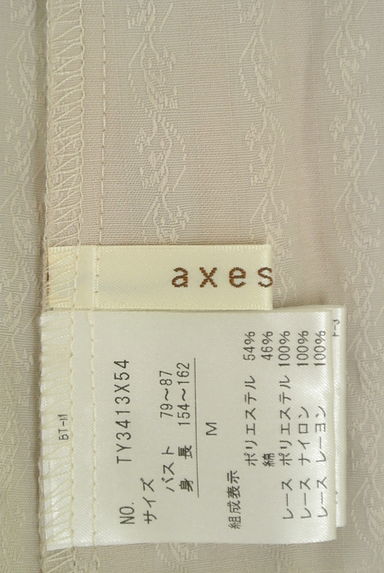 axes
NO. TY3413X54
サイズ
バスト 79～87
身長 154～162
M
組成表示
ポリエステル 54%
綿 46%
レース ポリエステル 100%
レース ナイロン 100%
レース レーヨン 100%
BT-M